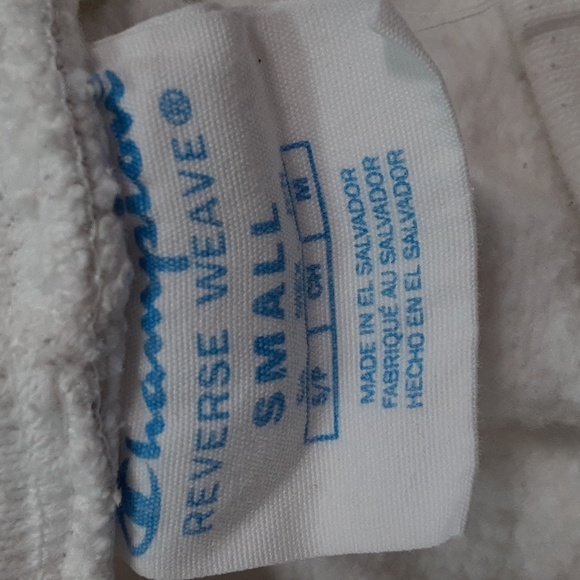 Champion
REVERSE WEAVE®
SMALL
S/P CH M
MADE IN EL SALVADOR
FABRIQUÉ AU SALVADOR
HECHO EN EL SALVADOR